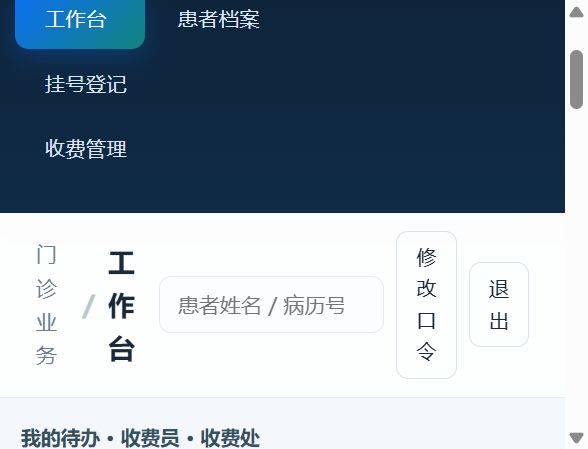 工作台 患者档案
挂号登记
收费管理
门诊业务 / 工作台 患者姓名 / 病历号 修改口令 退出
我的待办・收费员・收费处